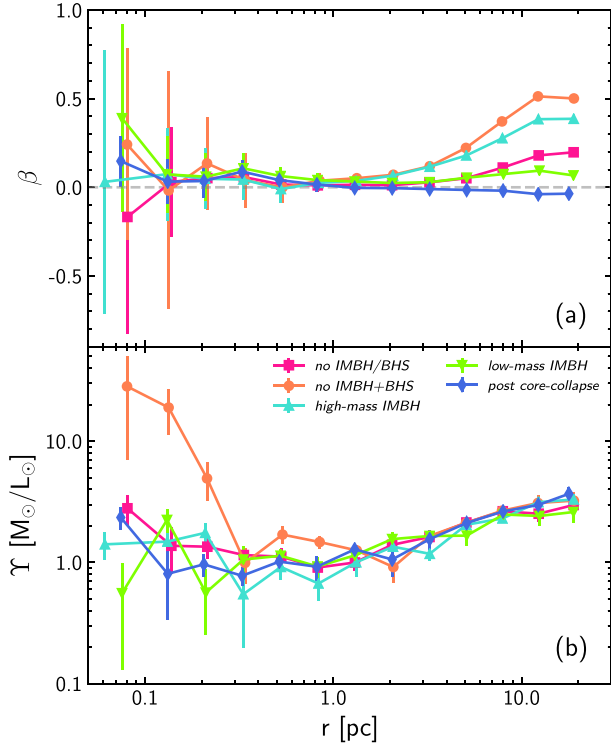 1.0
0.5
0.0
-0.5
β
(a)
no IMBH/BHS
no IMBH+BHS
high-mass IMBH
low-mass IMBH
post core-collapse
10.0
1.0
0.1
ϒ [M⊙/L⊙]
(b)
0.1 1.0 10.0
r [pc]